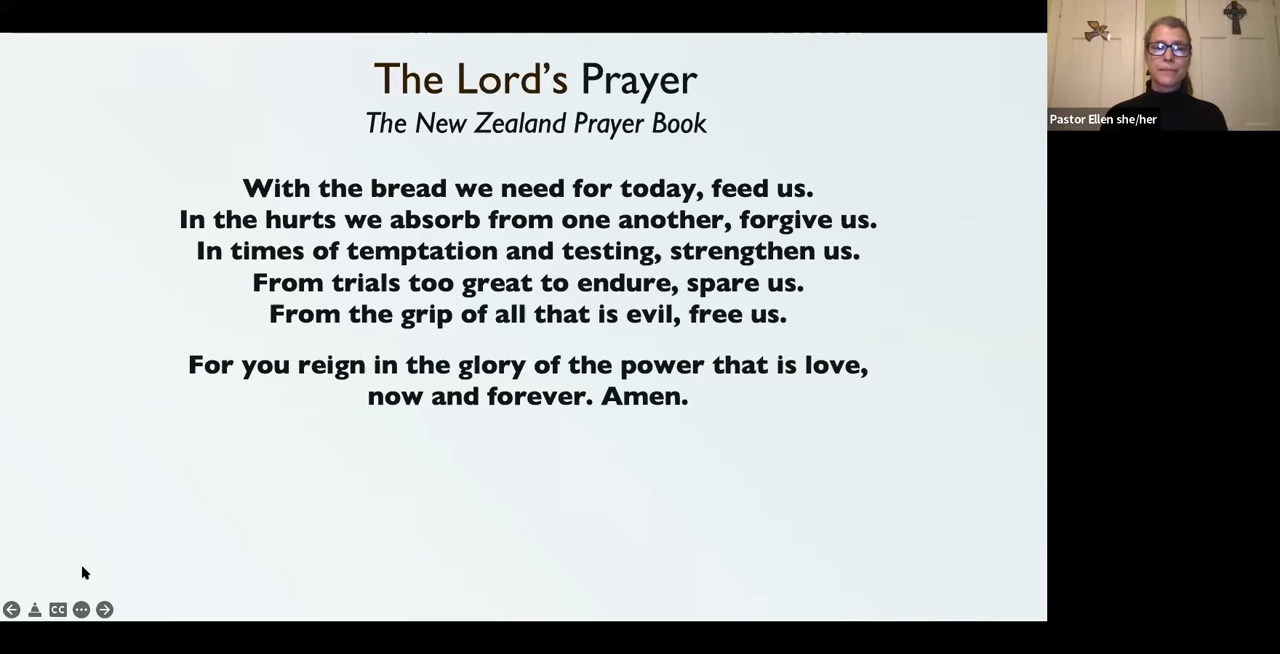 The Lord's Prayer
The New Zealand Prayer Book
With the bread we need for today, feed us.
In the hurts we absorb from one another, forgive us.
In times of temptation and testing, strengthen us.
From trials too great to endure, spare us.
From the grip of all that is evil, free us.
For you reign in the glory of the power that is love,
now and forever. Amen.
Pastor Ellen she/her
CC